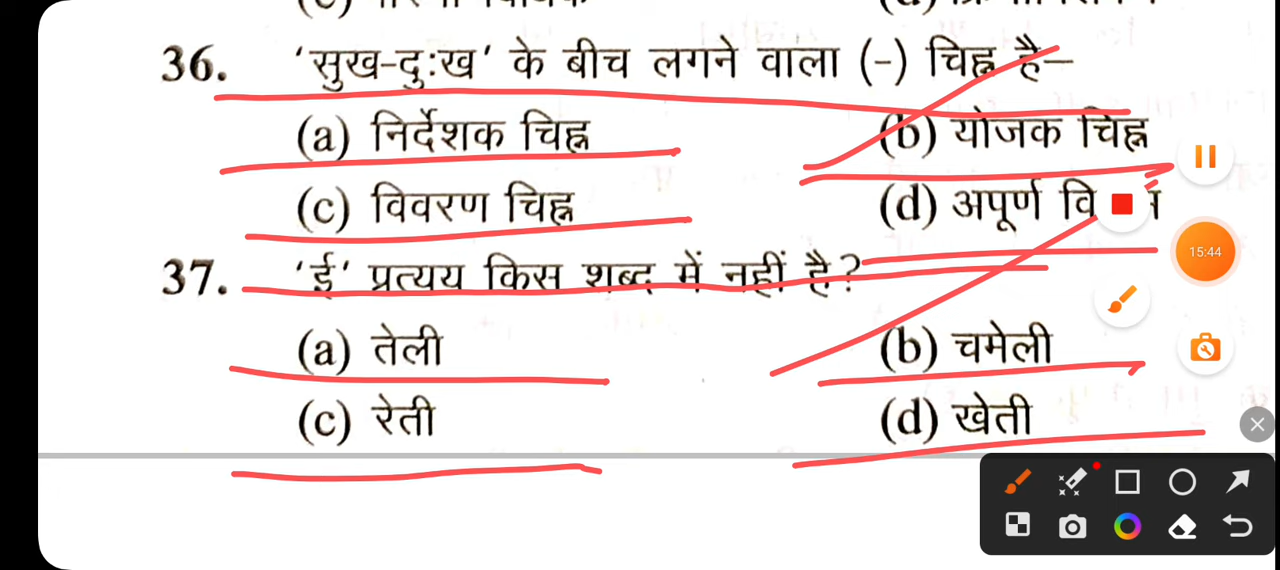 36. 'सुख-दुःख' के बीच लगने वाला (-) चिह्न है—
(a) निर्देशक चिह्न (b) योजक चिह्न
(c) विवरण चिह्न (d) अपूर्ण
37. 'ई' प्रत्यय किस शब्द में नहीं है?
(a) तेली (b) चमेली
(c) रेती (d) खेती
15:44